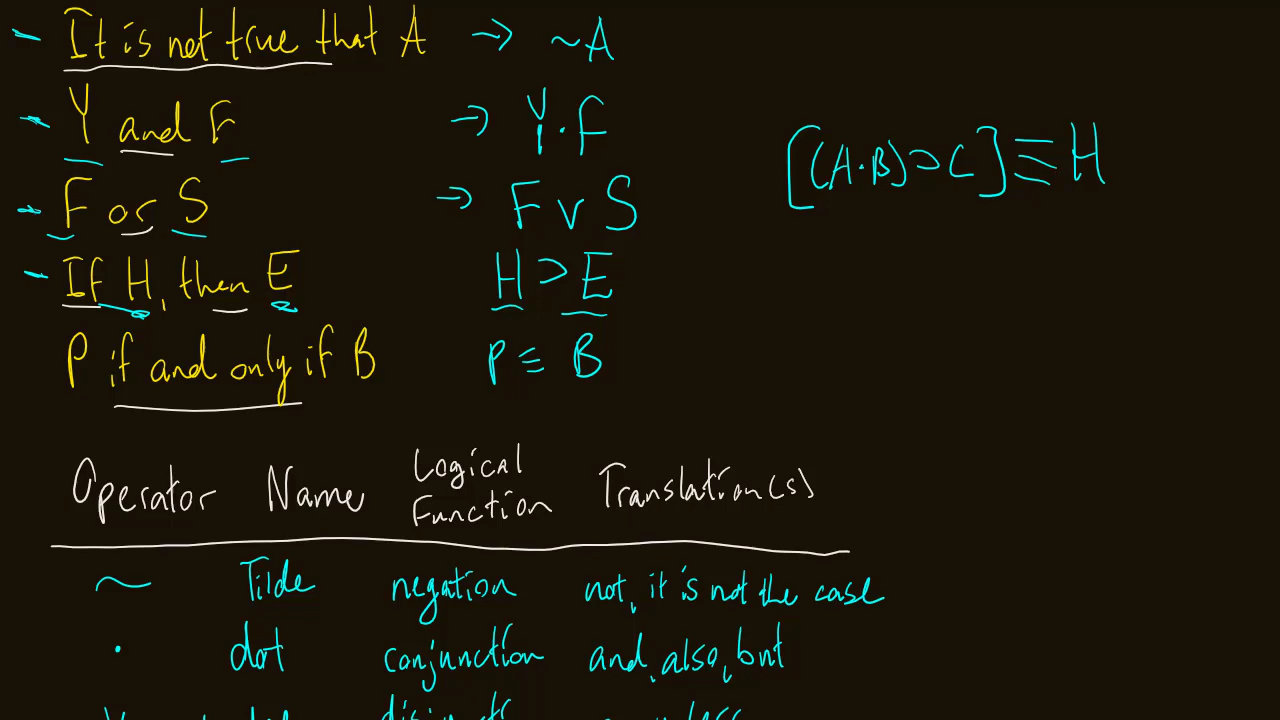 - It is not true that A → ~A
- Y and F → Y · F
[(A·B)⊃C] ≡ H
- F or S → F v S
- If H, then E H ⊃ E
P if and only if B P ≡ B
Operator Name Logical Function Translation(s)
~ Tilde negation not, it is not the case
· dot conjunction and, also, but